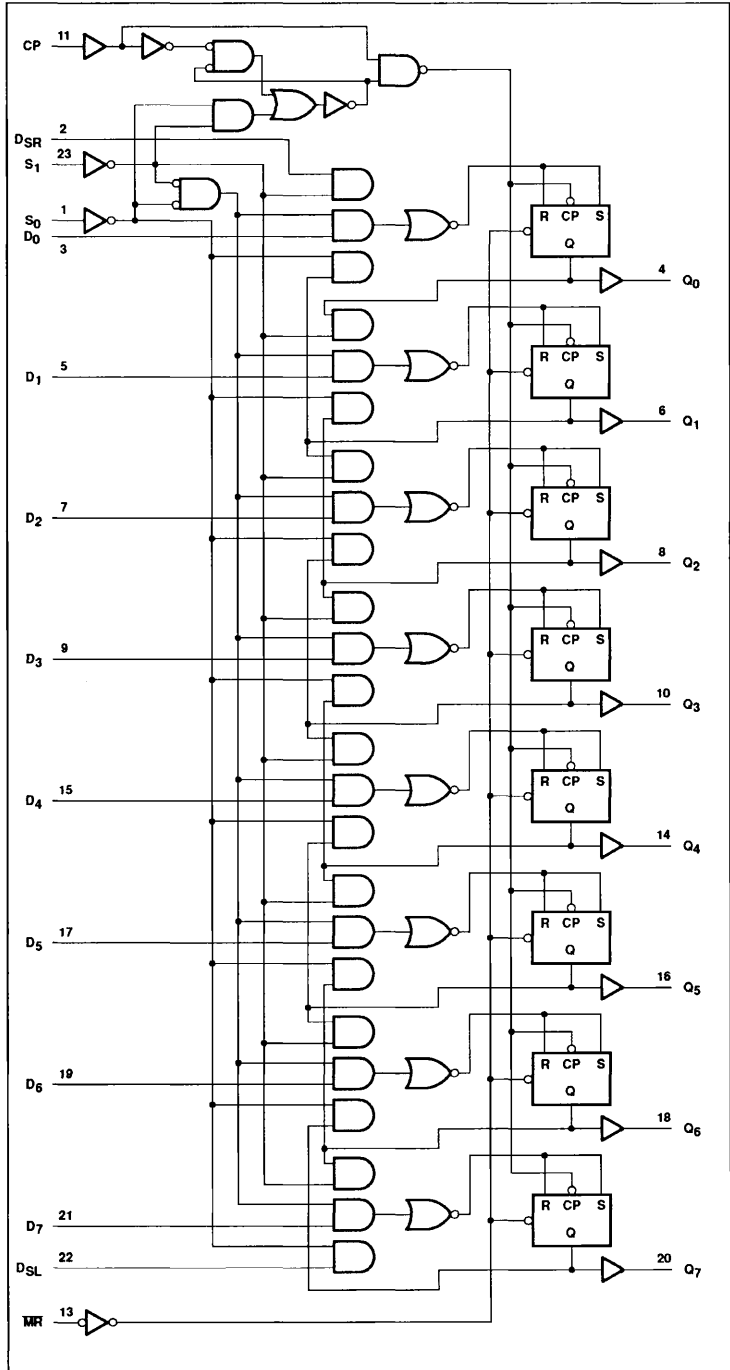 CP 11
DSR 2
S1 23
S0 1
D0 3
R CP S
Q
4 Q0
D1 5
R CP S
Q
6 Q1
D2 7
R CP S
Q
8 Q2
D3 9
R CP S
Q
10 Q3
D4 15
R CP S
Q
14 Q4
D5 17
R CP S
Q
16 Q5
D6 19
R CP S
Q
18 Q6
D7 21
R CP S
Q
DSL 22
20 Q7
M̅R̅ 13